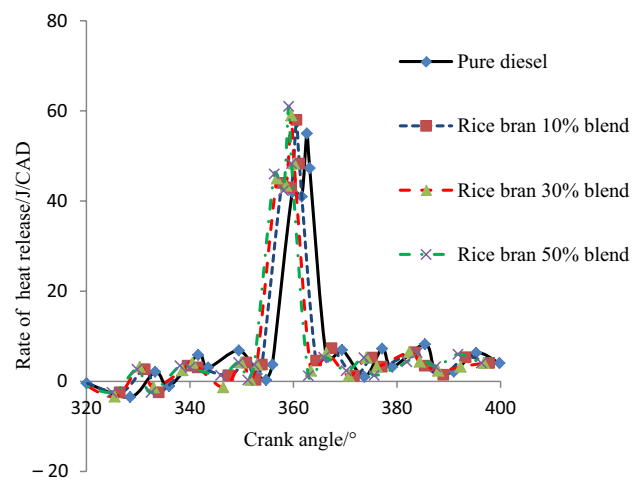 80
60
40
20
0
−20
320
340
360
380
400
Rate of heat release/J/CAD
Crank angle/°
Pure diesel
Rice bran 10% blend
Rice bran 30% blend
Rice bran 50% blend